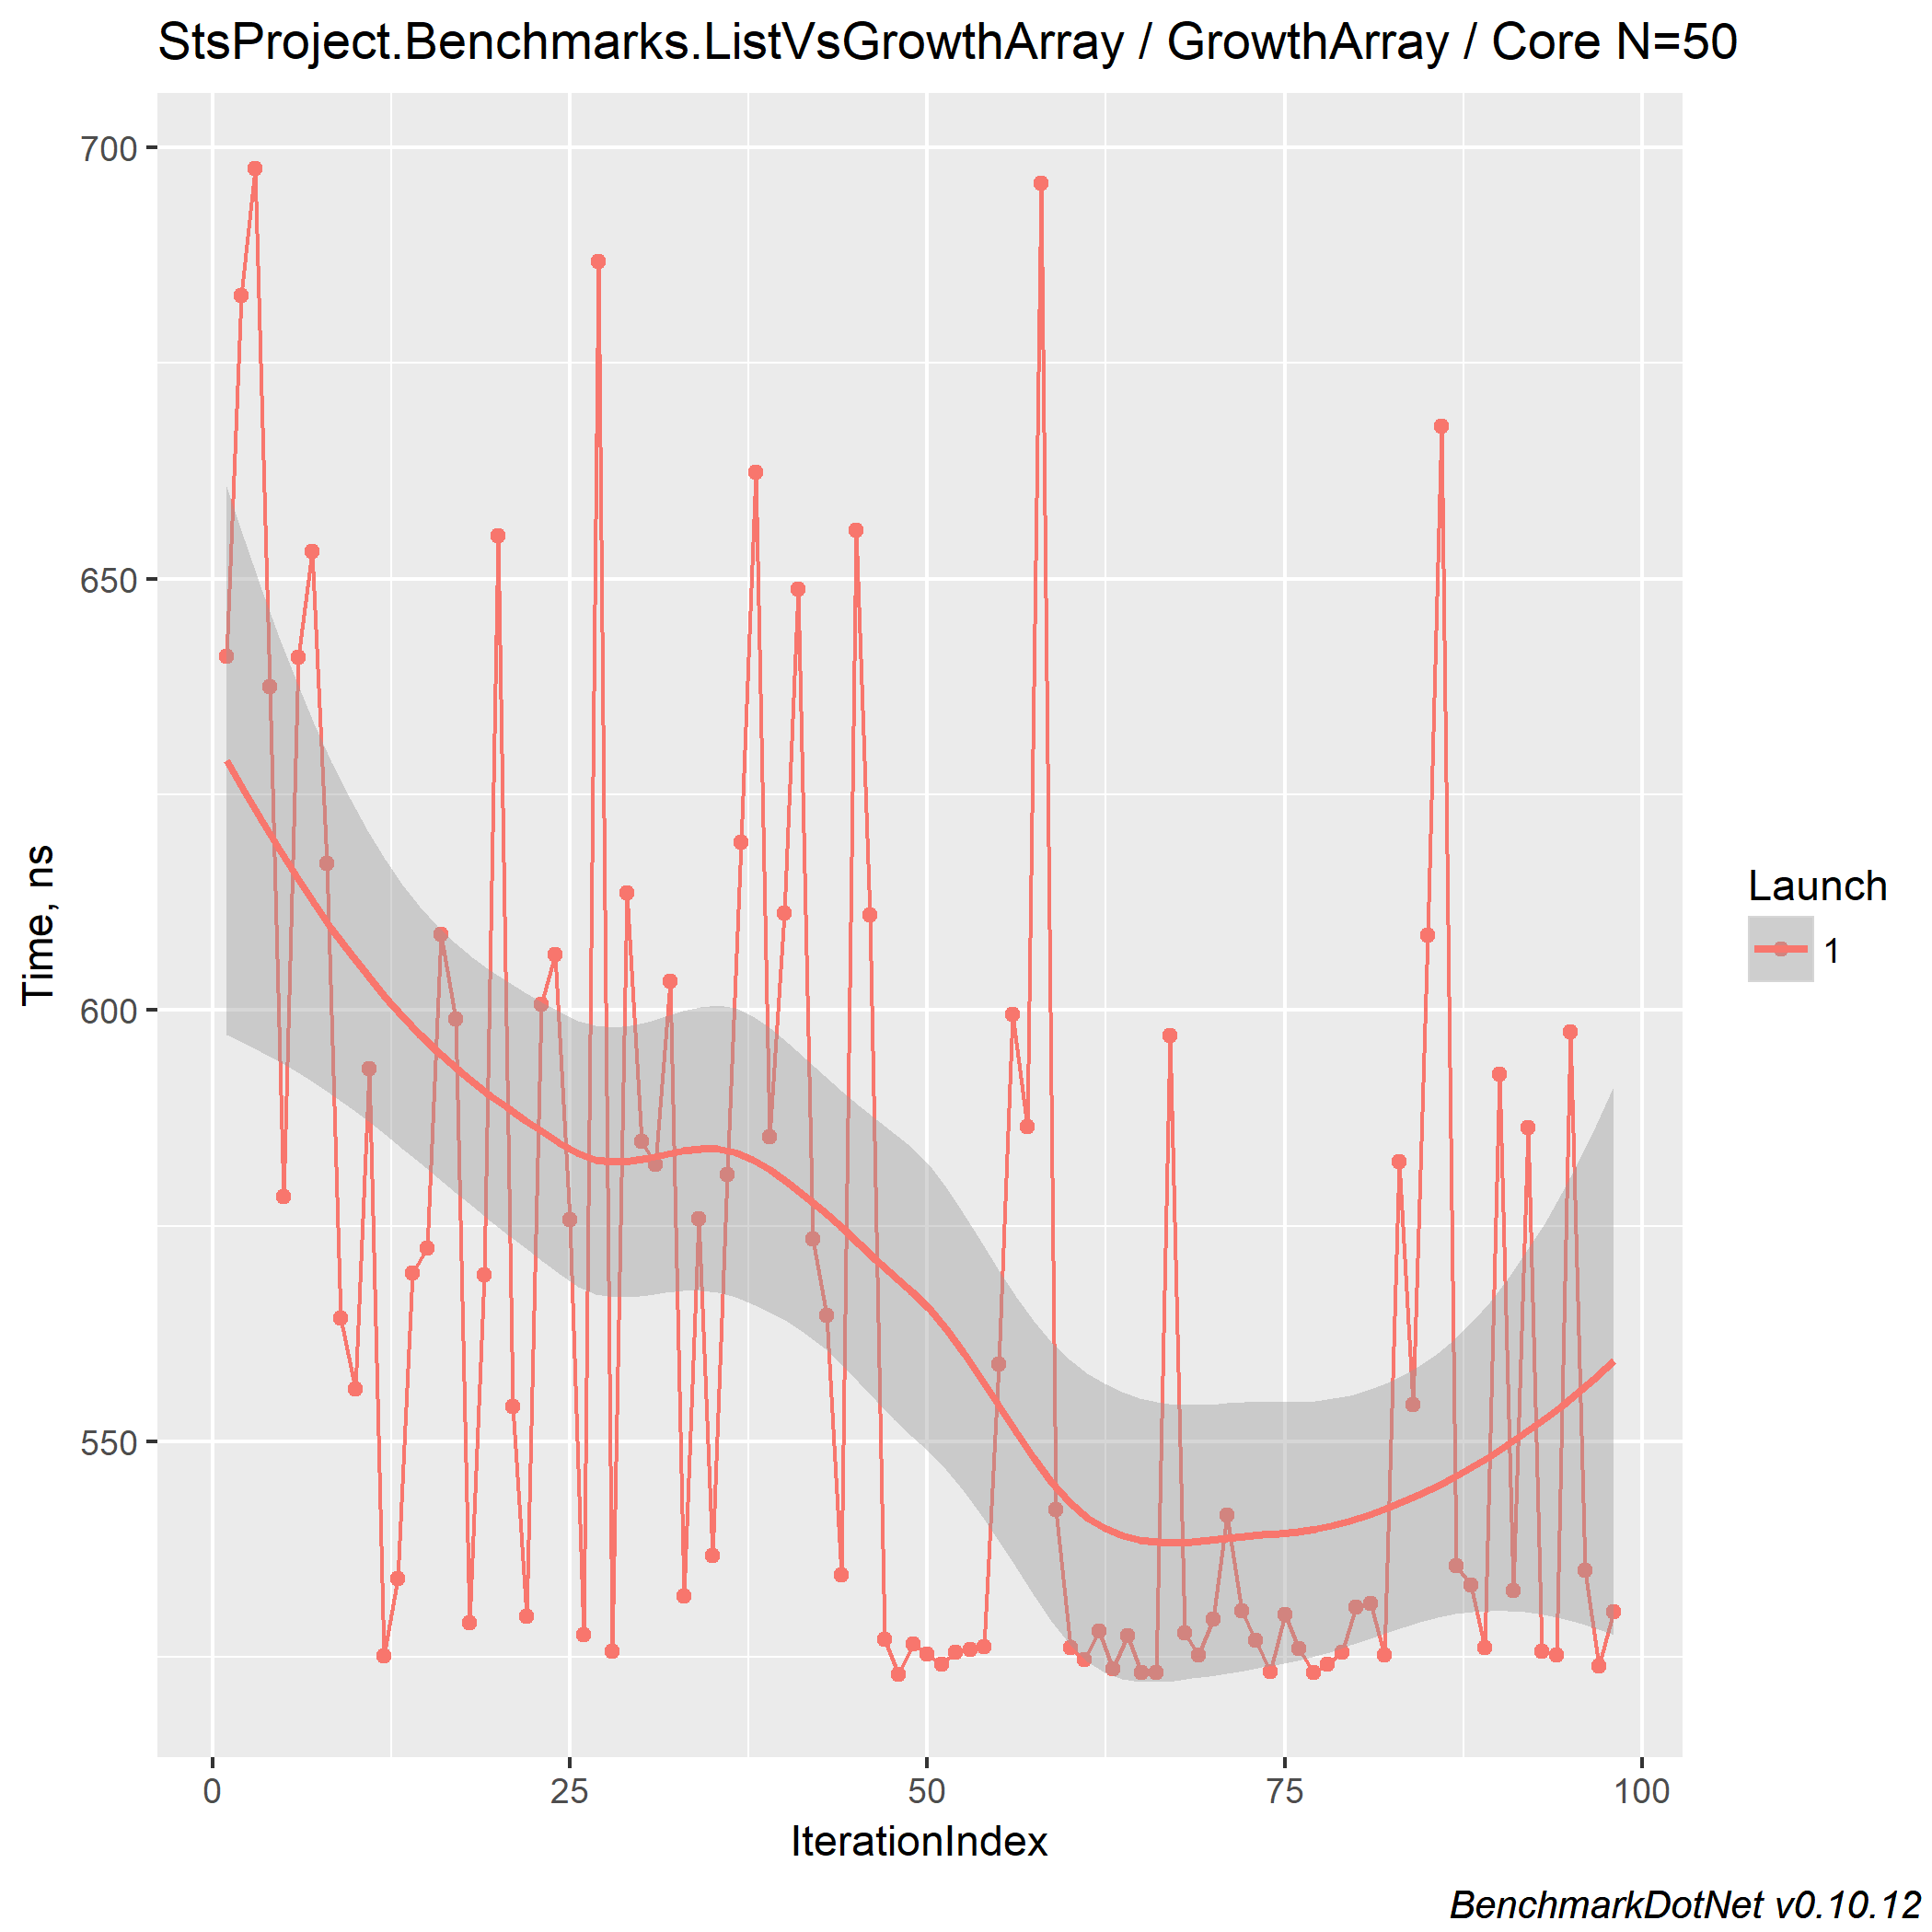 StsProject.Benchmarks.ListVsGrowthArray / GrowthArray / Core N=50
700
650
600
550
Time, ns
0 25 50 75 100
IterationIndex
Launch
1
BenchmarkDotNet v0.10.12